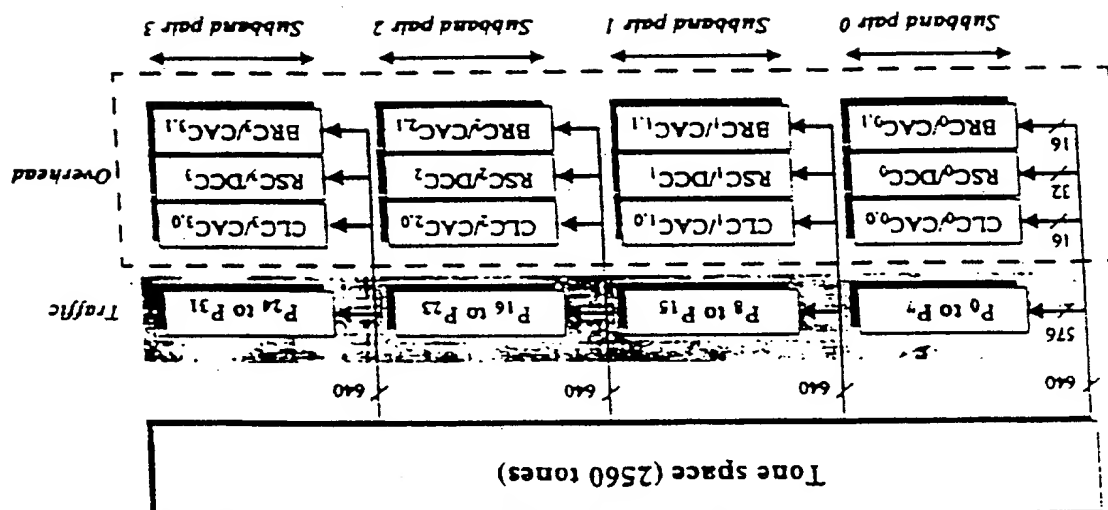 Tone space (2560 tones)
640 640 640 640
576 P₀ to P₇ P₈ to P₁₅ P₁₆ to P₂₃ P₂₄ to P₃₁ Traffic
16 CLC₀/CAC₀.₀ CLC₁/CAC₁.₀ CLC₂/CAC₂.₀ CLC₃/CAC₃.₀
32 RSC₀/DCC₀ RSC₁/DCC₁ RSC₂/DCC₂ RSC₃/DCC₃ Overhead
16 BRC₀/CAC₀.₁ BRC₁/CAC₁.₁ BRC₂/CAC₂.₁ BRC₃/CAC₃.₁
Subband pair 0 Subband pair 1 Subband pair 2 Subband pair 3